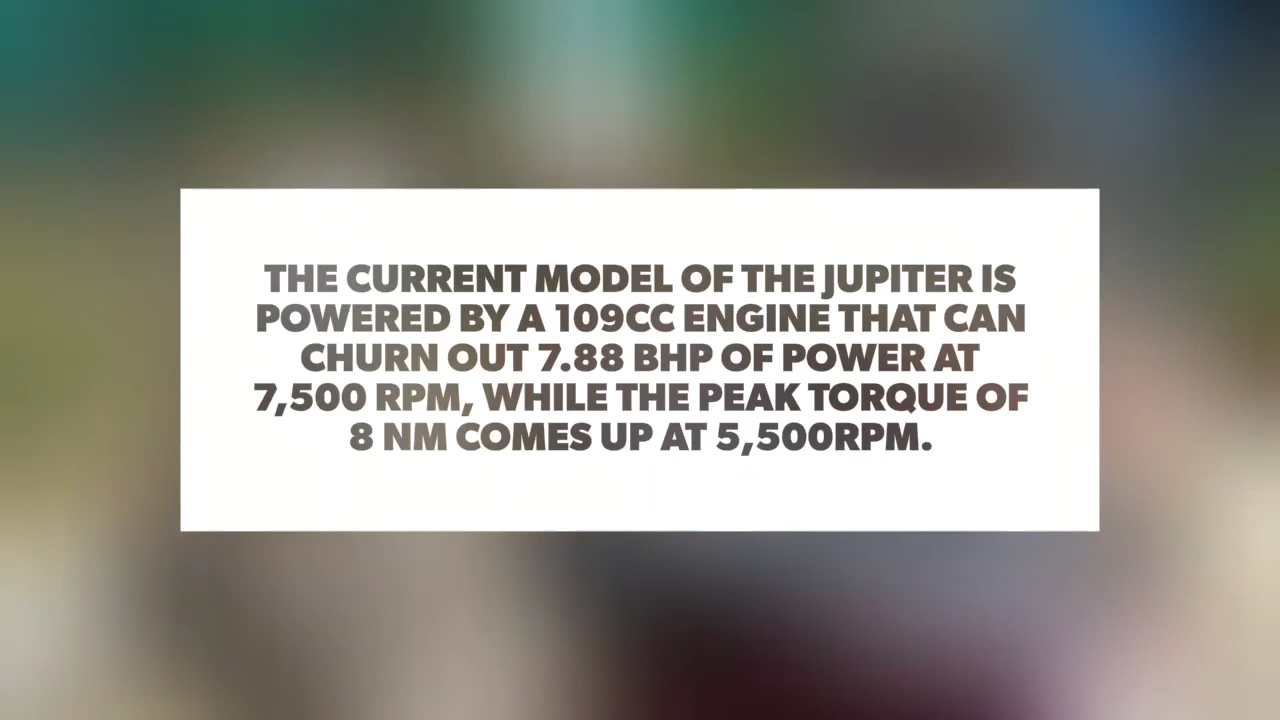 THE CURRENT MODEL OF THE JUPITER IS
POWERED BY A 109CC ENGINE THAT CAN
CHURN OUT 7.88 BHP OF POWER AT
7,500 RPM, WHILE THE PEAK TORQUE OF
8 NM COMES UP AT 5,500RPM.